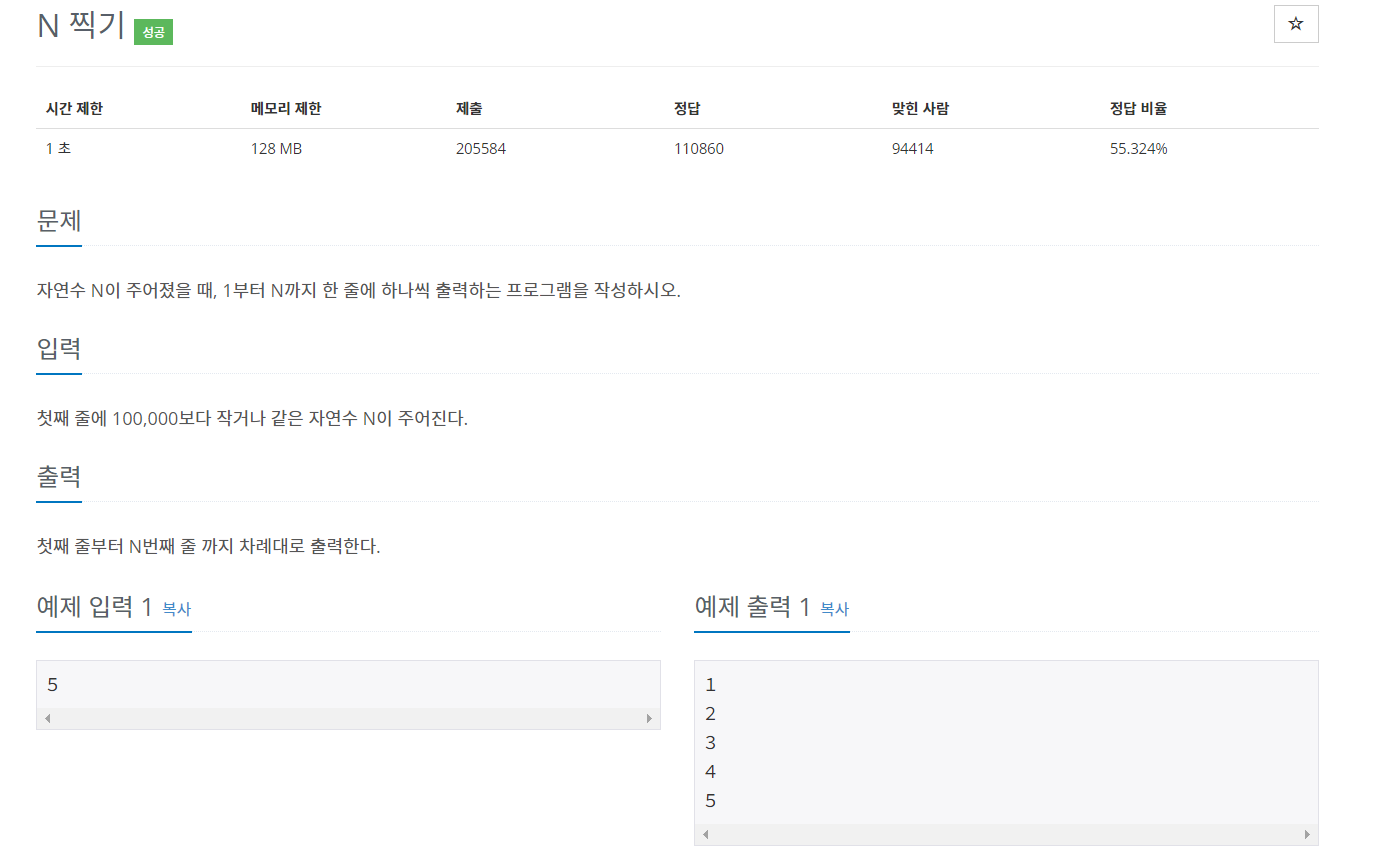 N 찍기 성공
시간 제한 메모리 제한 제출 정답 맞힌 사람 정답 비율
1 초 128 MB 205584 110860 94414 55.324%
문제
자연수 N이 주어졌을 때, 1부터 N까지 한 줄에 하나씩 출력하는 프로그램을 작성하시오.
입력
첫째 줄에 100,000보다 작거나 같은 자연수 N이 주어진다.
출력
첫째 줄부터 N번째 줄 까지 차례대로 출력한다.
예제 입력 1 복사
5
예제 출력 1 복사
1
2
3
4
5